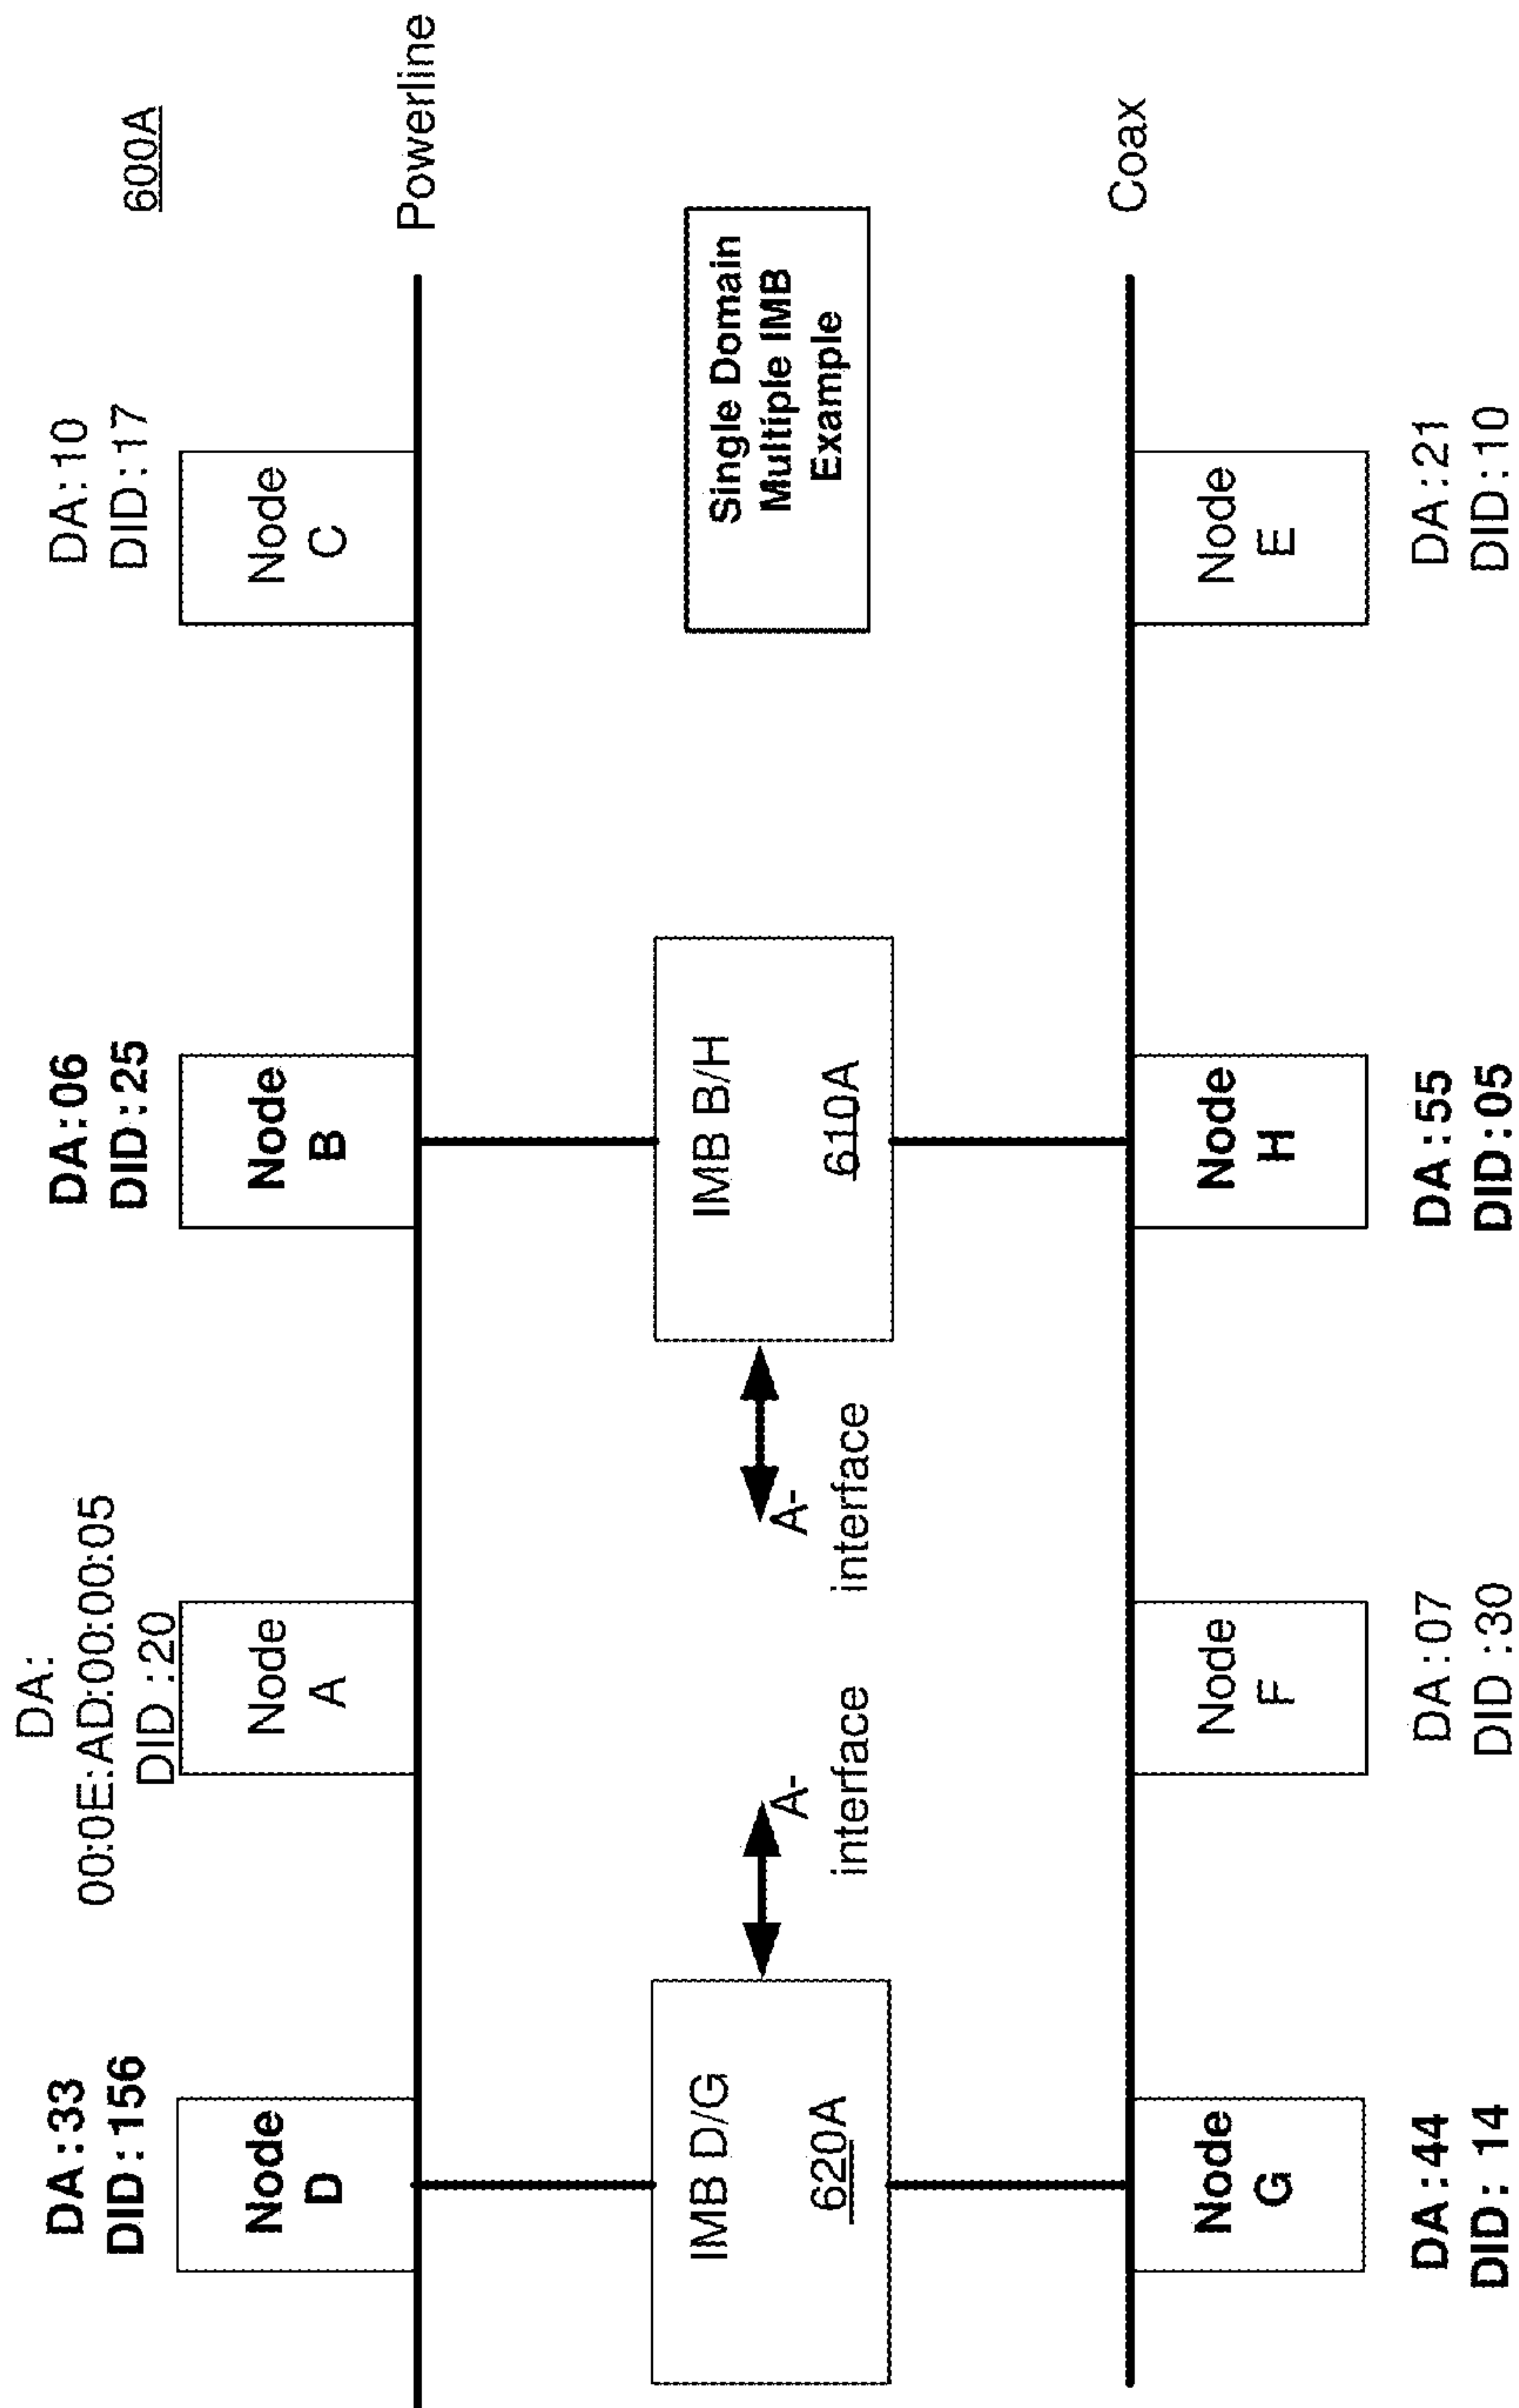 600A
DA:33
DID:156
DA:
00:0E:AD:00:00:05
DID :20
DA:06
DID:25
DA:10
DID:17
Node
D
Node
A
Node
B
Node
C
Powerline
IMB D/G
620A
A-
interface
A-
interface
IMB B/H
610A
Single Domain
Multiple IMB
Example
Coax
Node
G
Node
F
Node
H
Node
E
DA:44
DID: 14
DA:07
DID :30
DA:55
DID:05
DA:21
DID:10